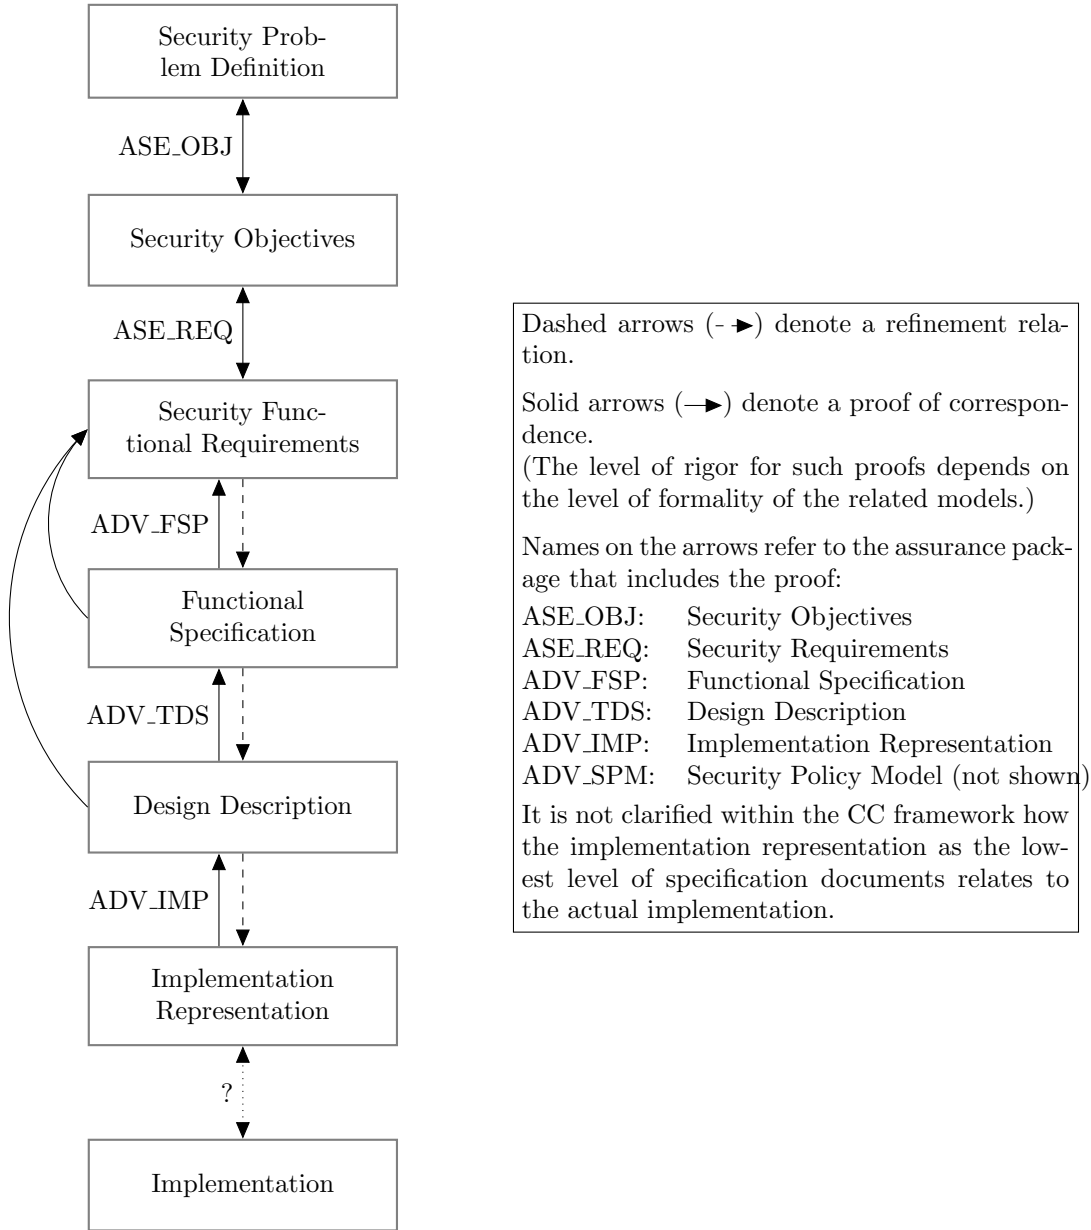 Security Prob-
lem Definition
ASE_OBJ
Security Objectives
ASE_REQ
Security Func-
tional Requirements
ADV_FSP
Functional
Specification
ADV_TDS
Design Description
ADV_IMP
Implementation
Representation
?
Implementation
Dashed arrows ( ) denote a refinement rela-
tion.
Solid arrows ( ) denote a proof of correspon-
dence.
(The level of rigor for such proofs depends on
the level of formality of the related models.)
Names on the arrows refer to the assurance pack-
age that includes the proof:
ASE_OBJ: Security Objectives
ASE_REQ: Security Requirements
ADV_FSP: Functional Specification
ADV_TDS: Design Description
ADV_IMP: Implementation Representation
ADV_SPM: Security Policy Model (not shown)
It is not clarified within the CC framework how
the implementation representation as the low-
est level of specification documents relates to
the actual implementation.